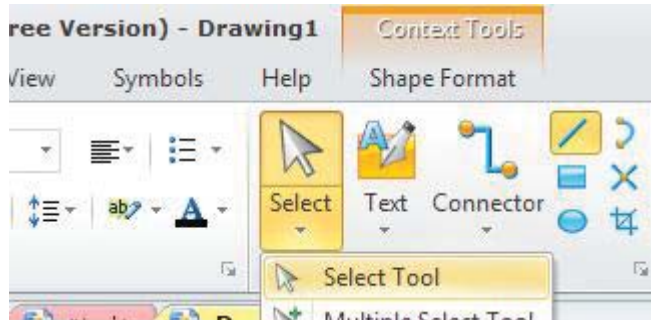 ree Version) - Drawing1 Context Tools
View Symbols Help Shape Format
Select Text Connector
Select Tool
Multiple Select Tool